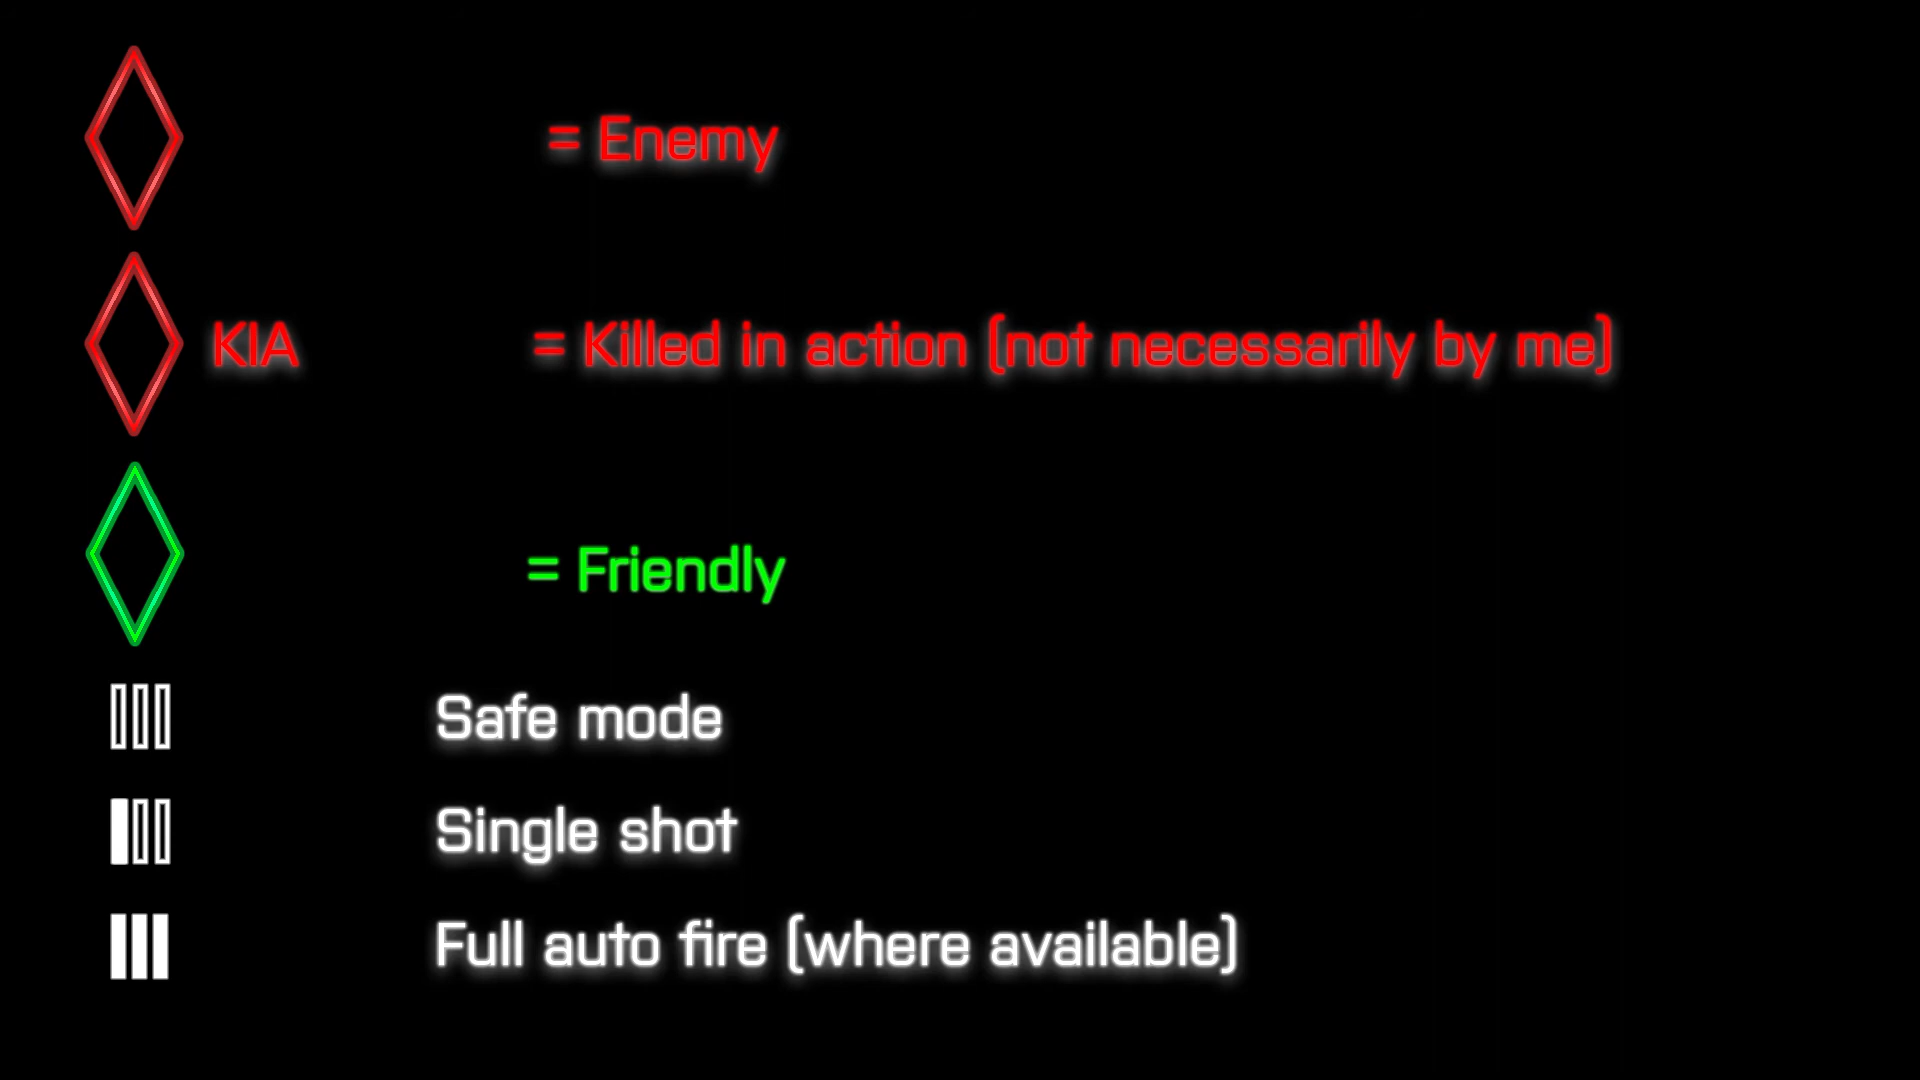 = Enemy
KIA = Killed in action (not necessarily by me)
= Friendly
Safe mode
Single shot
Full auto fire (where available)